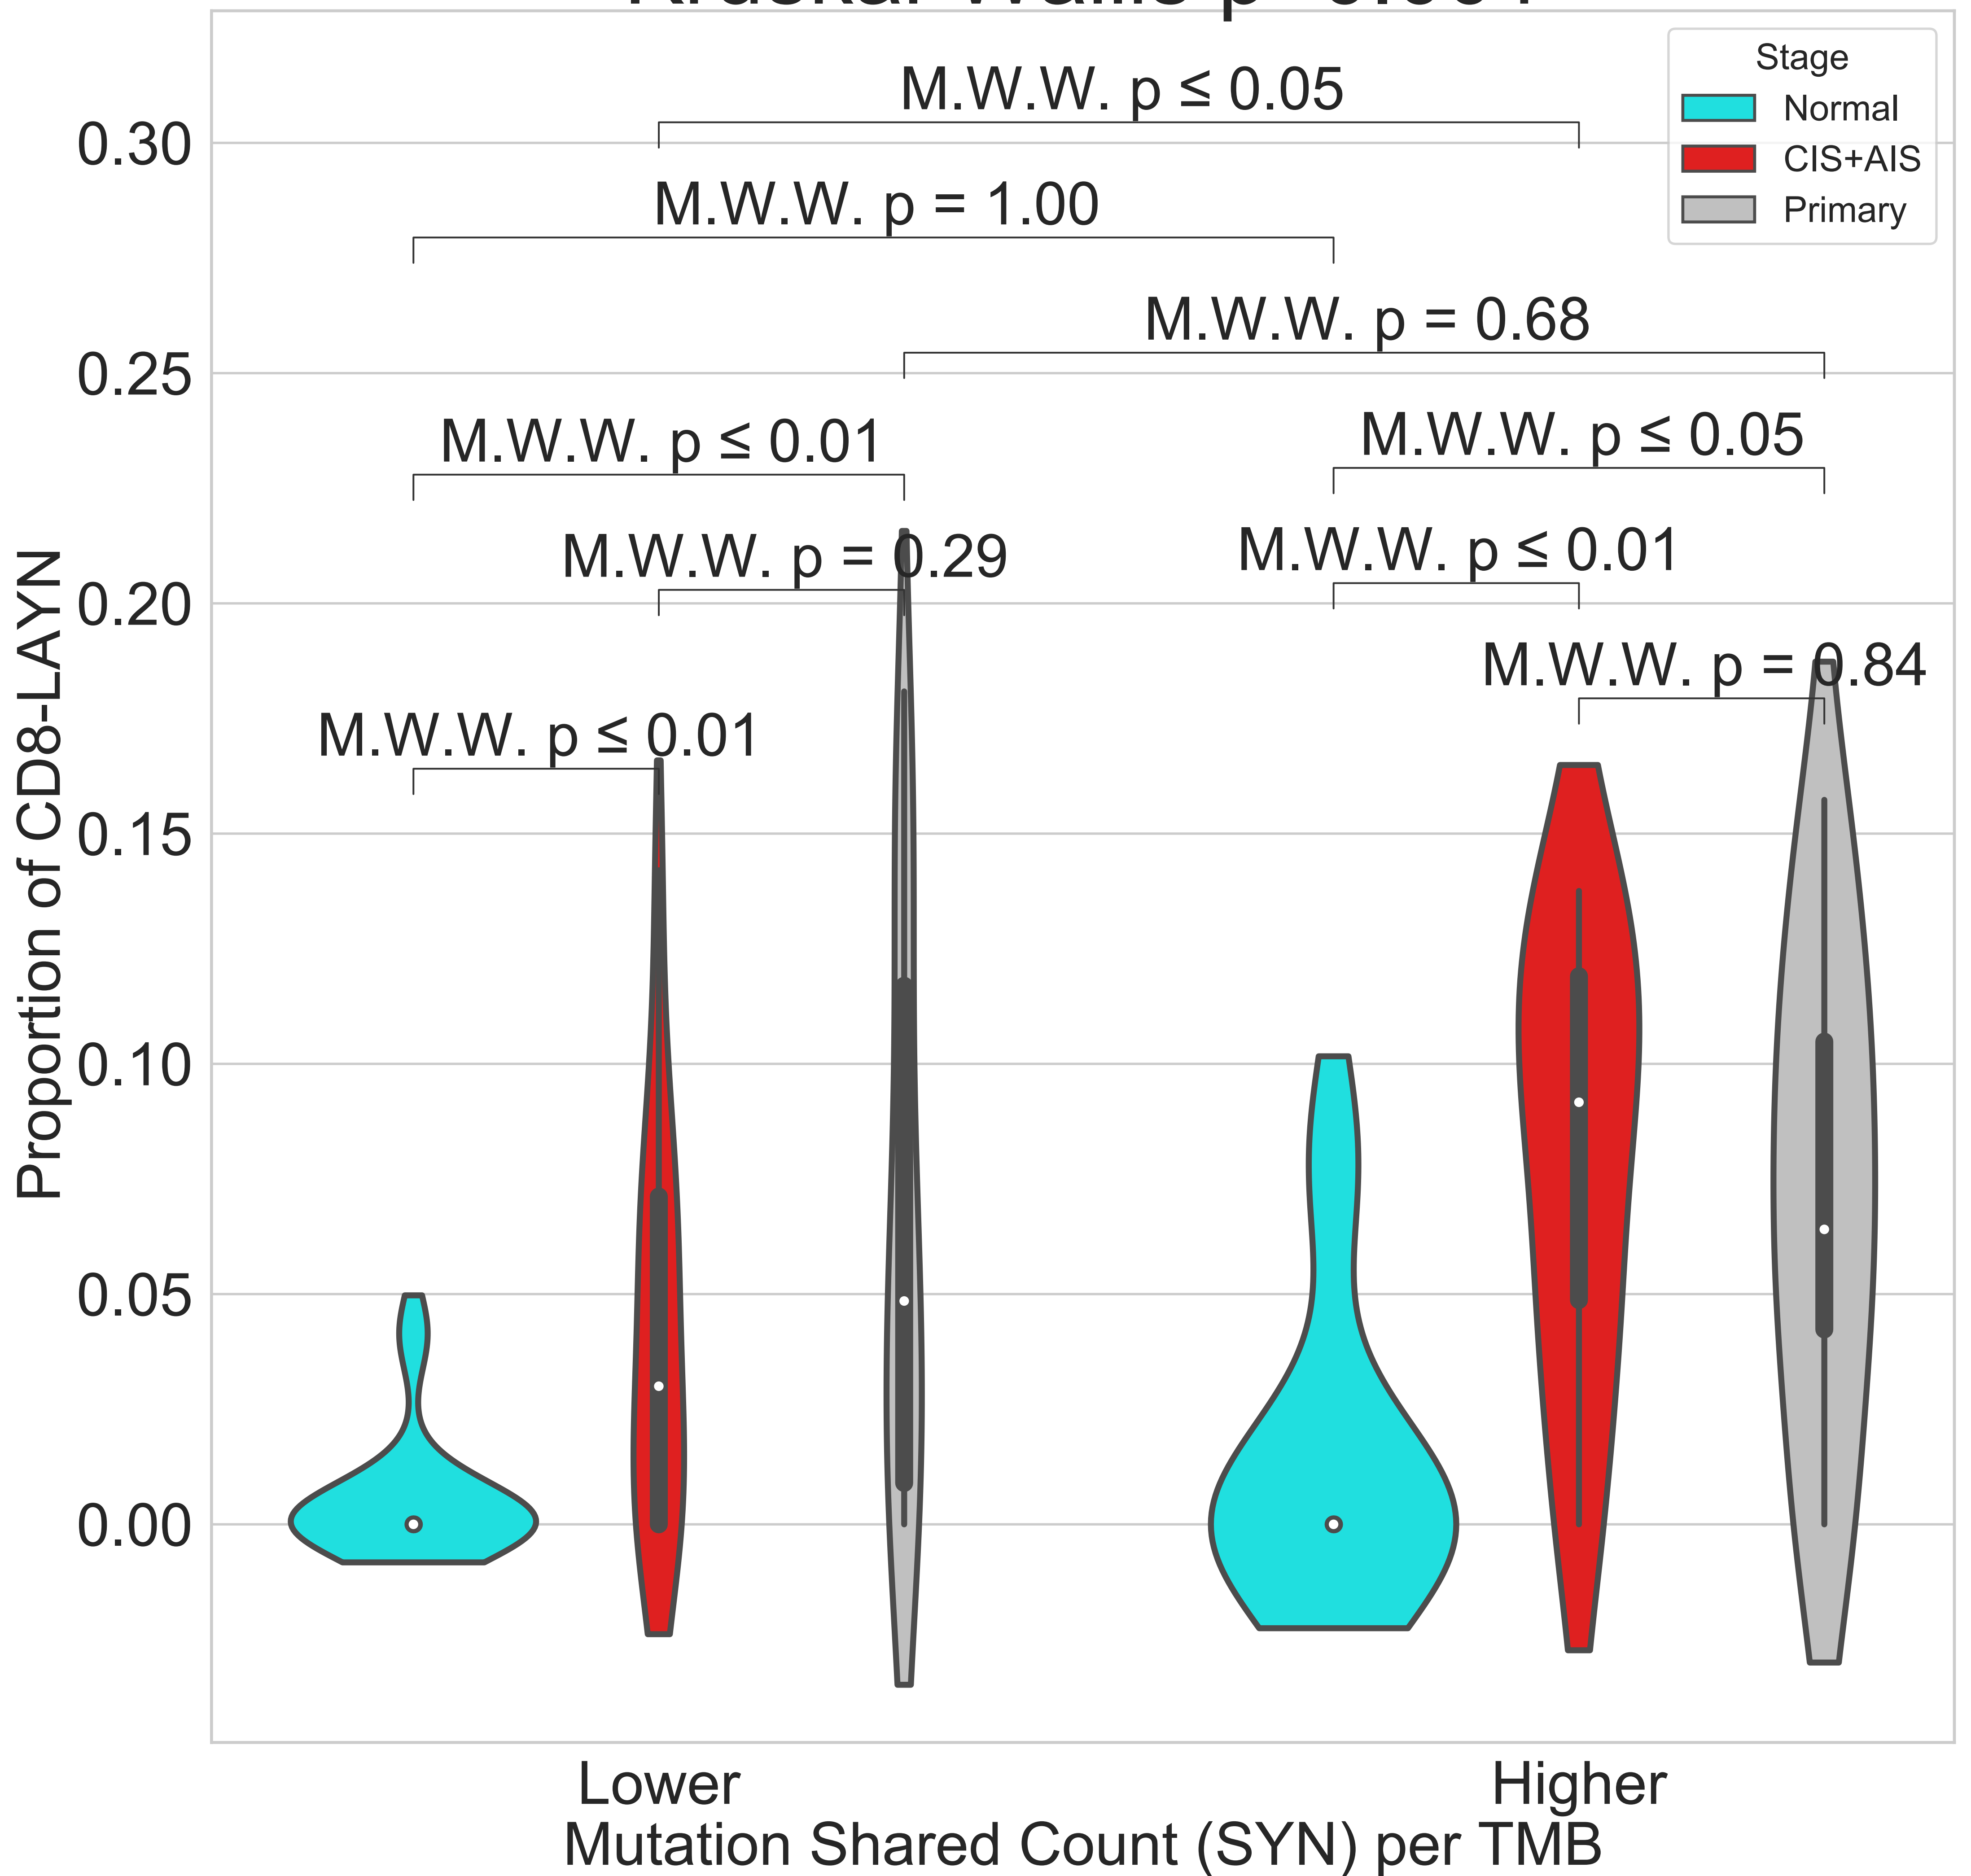 M.W.W. p ≤ 0.05
Stage
Normal
CIS+AIS
Primary
0.30
M.W.W. p = 1.00
M.W.W. p = 0.68
0.25
M.W.W. p ≤ 0.01
M.W.W. p ≤ 0.05
M.W.W. p = 0.29
M.W.W. p ≤ 0.01
0.20
M.W.W. p = 0.84
M.W.W. p ≤ 0.01
0.15
0.10
0.05
0.00
Proportion of CD8-LAYN
Lower
Higher
Mutation Shared Count (SYN) per TMB